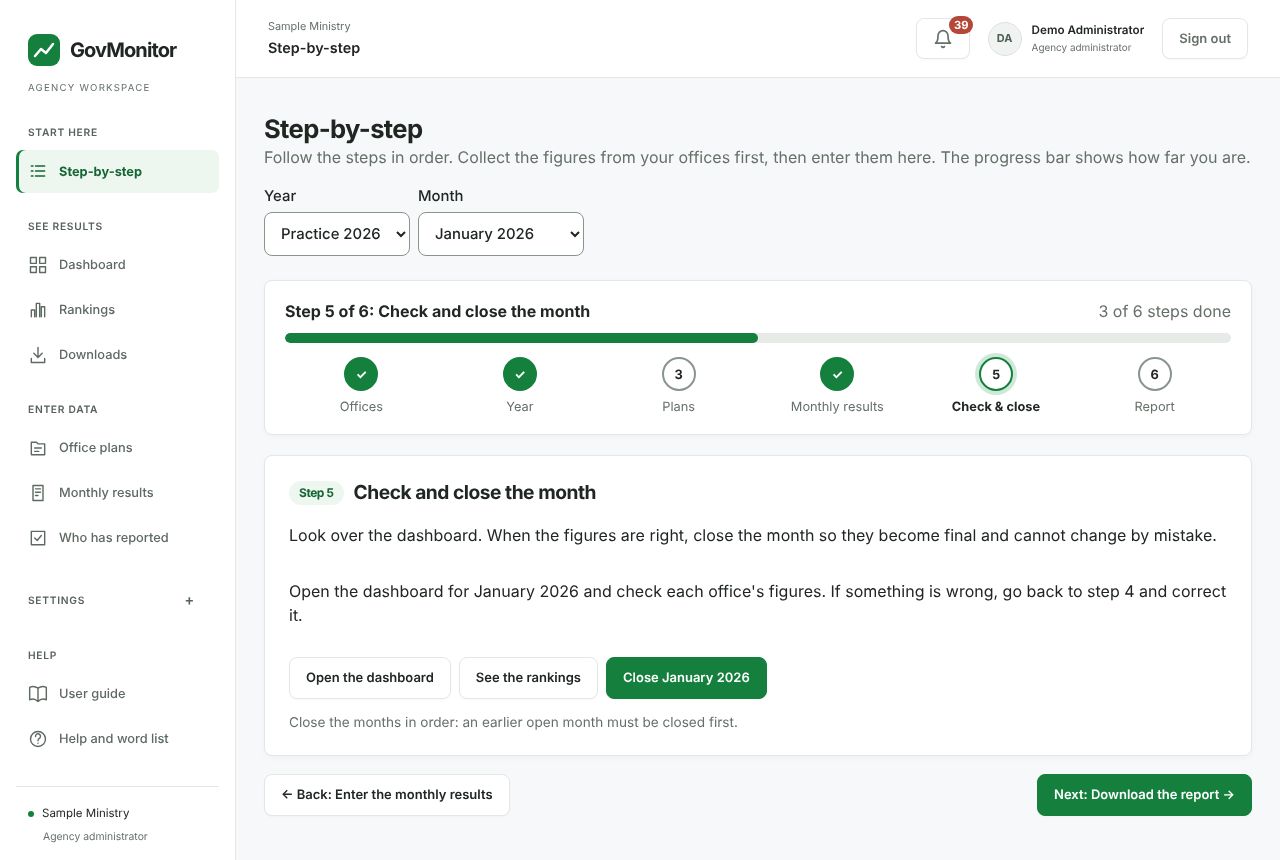 GovMonitor
AGENCY WORKSPACE
START HERE
Step-by-step
SEE RESULTS
Dashboard
Rankings
Downloads
ENTER DATA
Office plans
Monthly results
Who has reported
SETTINGS +
HELP
User guide
Help and word list
Sample Ministry
Agency administrator
Sample Ministry
Step-by-step
39
DA
Demo Administrator
Agency administrator
Sign out
Step-by-step
Follow the steps in order. Collect the figures from your offices first, then enter them here. The progress bar shows how far you are.
Year Month
Practice 2026 January 2026
Step 5 of 6: Check and close the month 3 of 6 steps done
✓ ✓ 3 ✓ 5 6
Offices Year Plans Monthly results Check & close Report
Step 5 Check and close the month
Look over the dashboard. When the figures are right, close the month so they become final and cannot change by mistake.
Open the dashboard for January 2026 and check each office's figures. If something is wrong, go back to step 4 and correct
it.
Open the dashboard See the rankings Close January 2026
Close the months in order: an earlier open month must be closed first.
← Back: Enter the monthly results Next: Download the report →